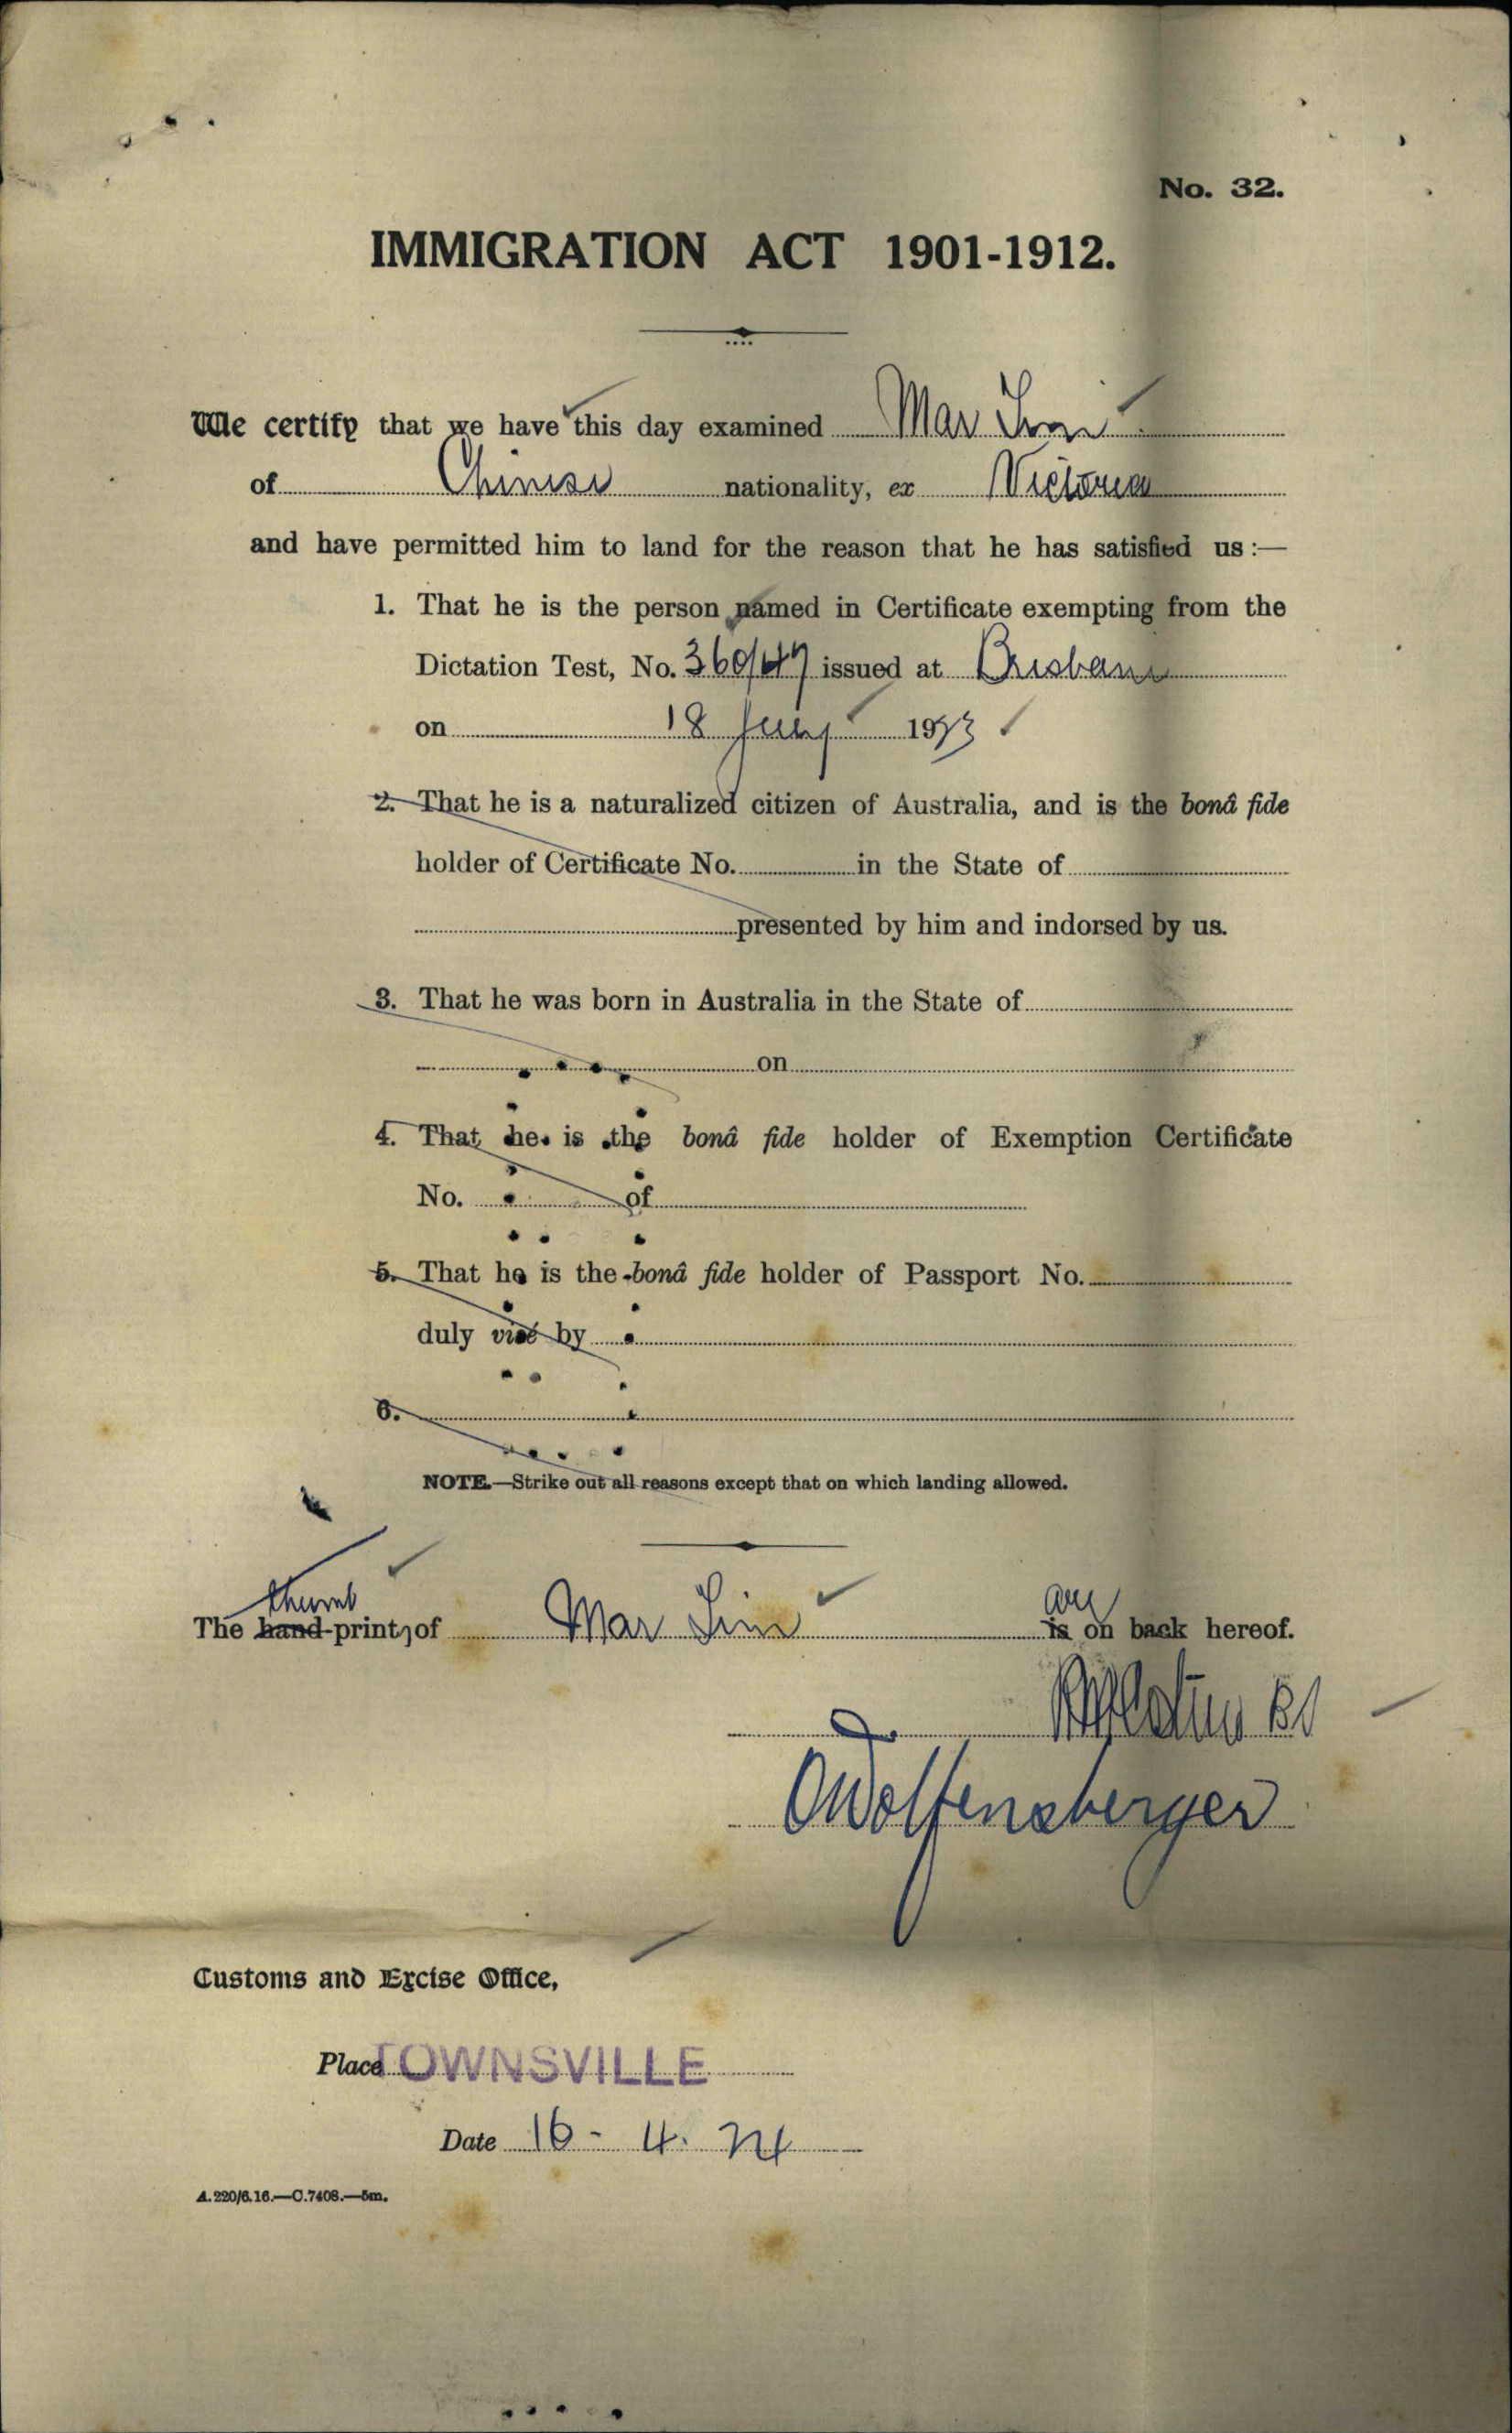 No. 32.
IMMIGRATION ACT 1901-1912.
We certify that we have this day examined Mar Sim
of Chinese nationality, ex Victoria
and have permitted him to land for the reason that he has satisfied us :—
1. That he is the person named in Certificate exempting from the
Dictation Test, No. 360/47 issued at Brisbane
on 18 July 1923
2. That he is a naturalized citizen of Australia, and is the bonâ fide
holder of Certificate No. in the State of
presented by him and indorsed by us.
3. That he was born in Australia in the State of
on
4. That he is the bonâ fide holder of Exemption Certificate
No. of
5. That he is the bonâ fide holder of Passport No.
duly visé by
6.
NOTE.—Strike out all reasons except that on which landing allowed.
thumb are
The hand-print, of Mar Sim is on back hereof.
OWolfensberger
Customs and Excise Office,
Place TOWNSVILLE
Date 16 - 4. 24
A. 220/6.16.—C.7408.—5m.